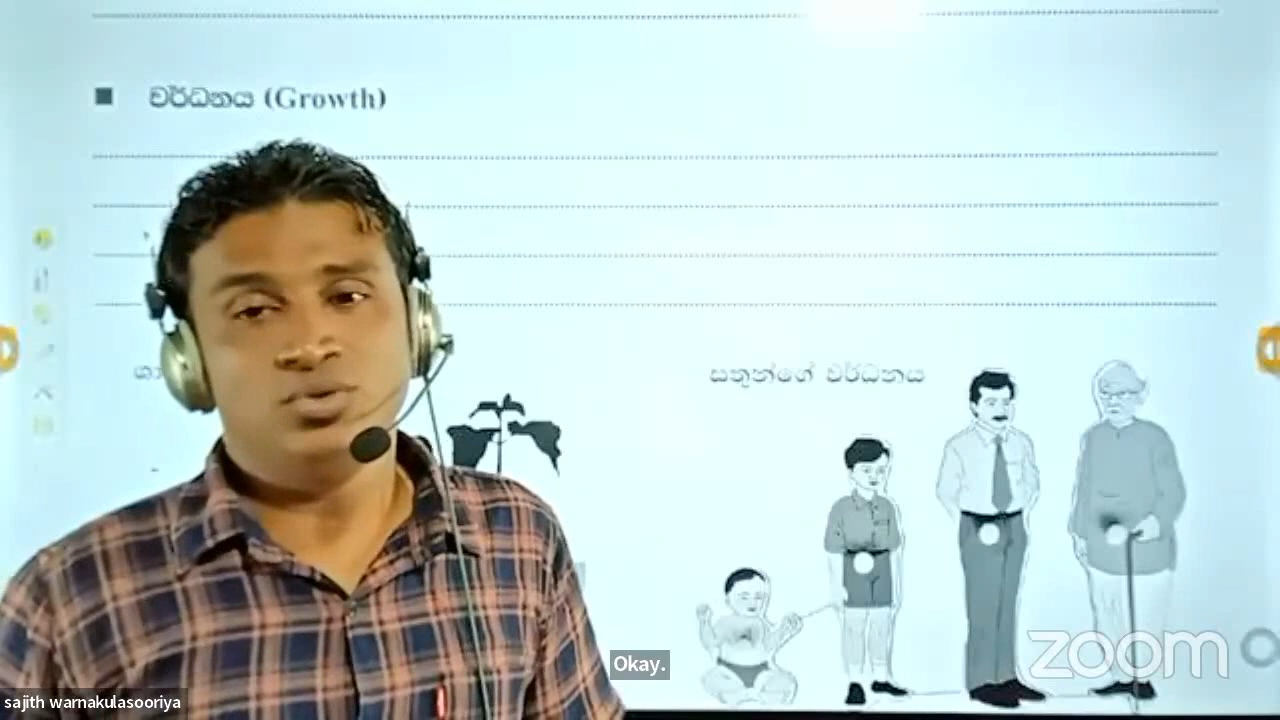 වර්ධනය (Growth)
සතුන්ගේ වර්ධනය
Okay.
zoom
sajith warnakulasooriya